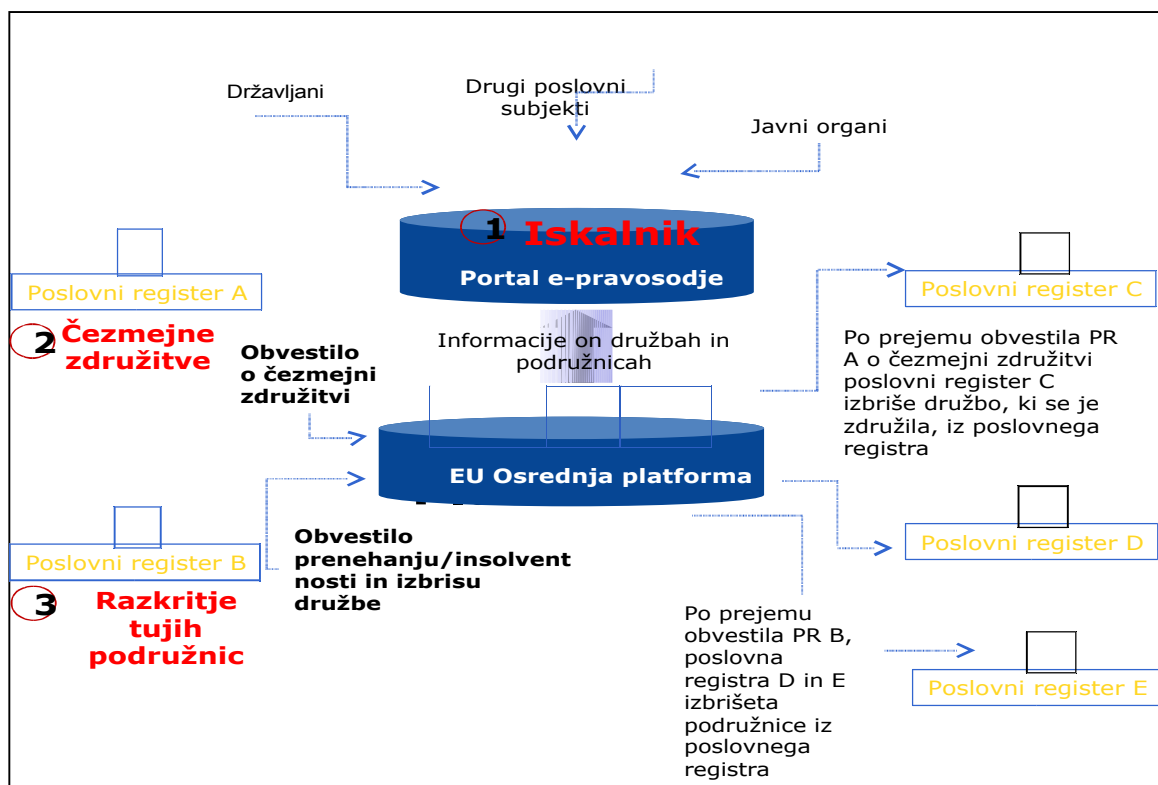 Državljani
Drugi poslovni
subjekti
Javni organi
1 Iskalnik
Portal e-pravosodje
Poslovni register A
Poslovni register C
2 Čezmejne
združitve
Obvestilo
o čezmejni
združitvi
Informacije on družbah in
podružnicah
Po prejemu obvestila PR
A o čezmejni združitvi
poslovni register C
izbriše družbo, ki se je
združila, iz poslovnega
registra
EU Osrednja platforma
Poslovni register B
Obvestilo
prenehanju/insolvent
nosti in izbrisu
družbe
Poslovni register D
3 Razkritje
tujih
podružnic
Po prejemu
obvestila PR B,
poslovna
registra D in E
izbrišeta
podružnice iz
poslovnega
registra
Poslovni register E